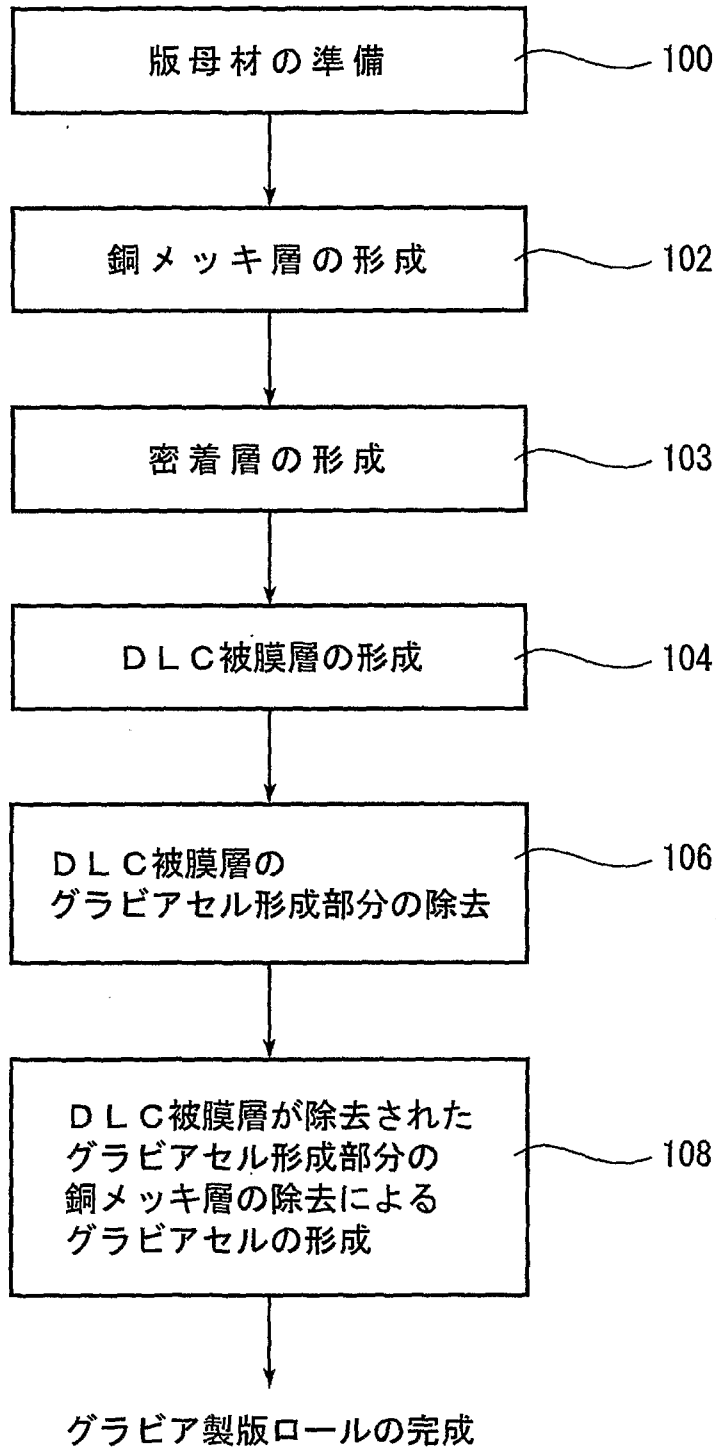 版母材の準備
100
銅メッキ層の形成
102
密着層の形成
103
DLC被膜層の形成
104
DLC被膜層の
グラビアセル形成部分の除去
106
DLC被膜層が除去された
グラビアセル形成部分の
銅メッキ層の除去による
グラビアセルの形成
108
グラビア製版ロールの完成